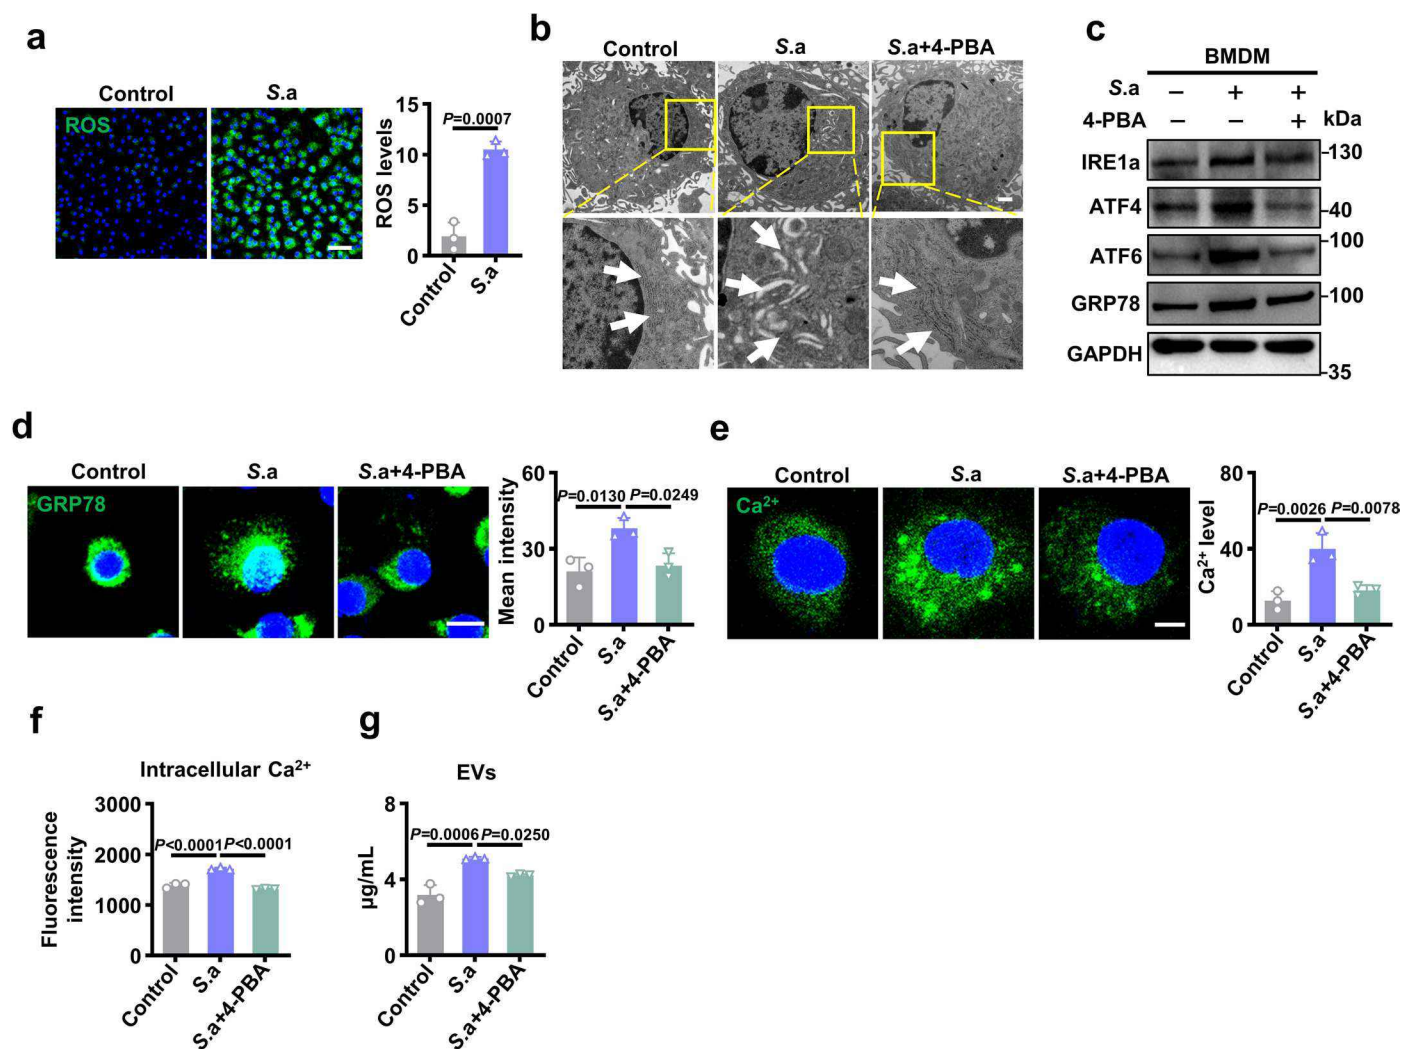 a
Control
S.a
ROS
ROS levels
15
10
5
0
P=0.0007
Control
S.a
b
Control
S.a
S.a+4-PBA
c
BMDM
S.a − + +
4-PBA − − + kDa
IRE1a -130
ATF4 -40
ATF6 -100
GRP78 -100
GAPDH
-35
d
Control
S.a
S.a+4-PBA
GRP78
Mean intensity
60
30
0
P=0.0130 P=0.0249
Control
S.a
S.a+4-PBA
e
Control
S.a
S.a+4-PBA
Ca²⁺
Ca²⁺ level
80
40
0
P=0.0026 P=0.0078
Control
S.a
S.a+4-PBA
f
Intracellular Ca²⁺
Fluorescence
intensity
3000
2000
1000
0
P<0.0001 P<0.0001
Control
S.a
S.a+4-PBA
g
EVs
µg/mL
8
4
0
P=0.0006 P=0.0250
Control
S.a
S.a+4-PBA